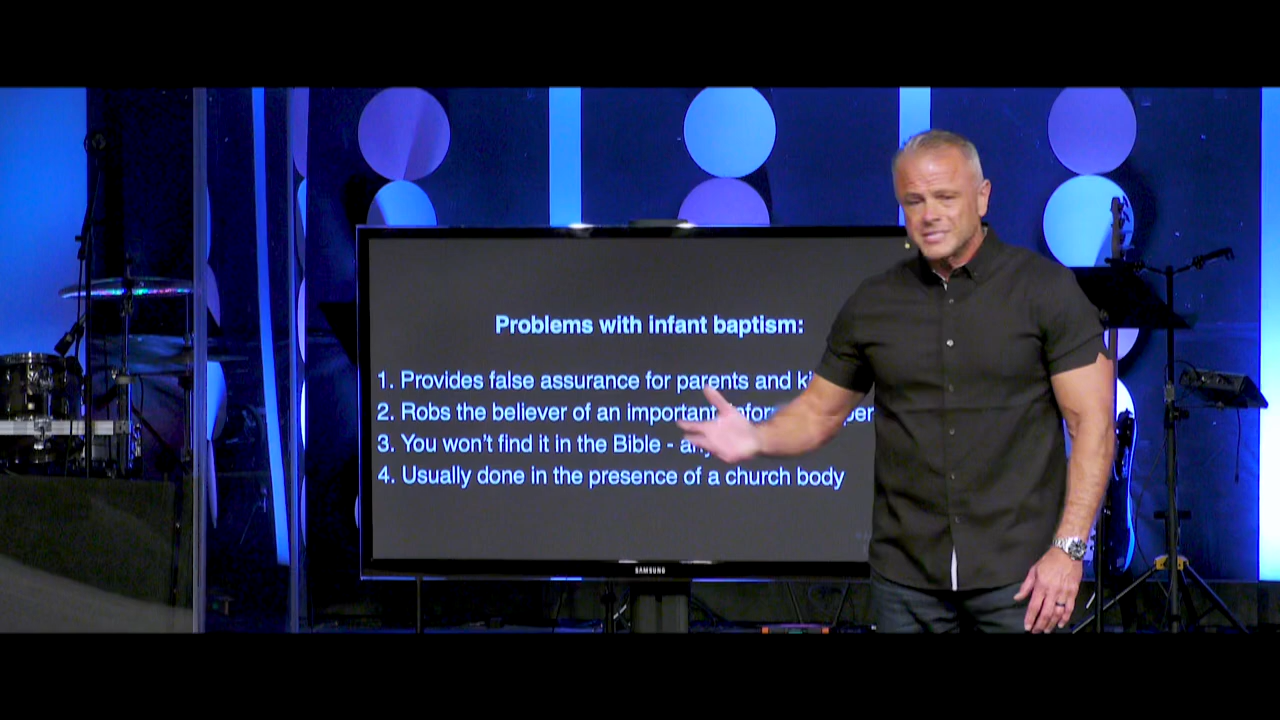 Problems with infant baptism:
1. Provides false assurance for parents and
2. Robs the believer of an important
3. You won't find it in the Bible -
4. Usually done in the presence of a church body
SAMSUNG